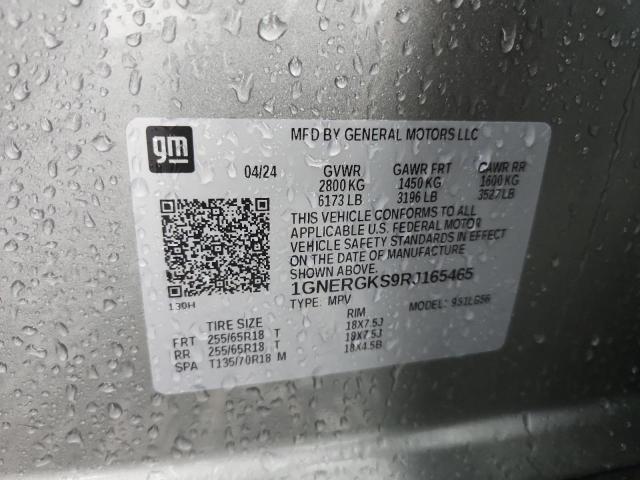 gm
MFD BY GENERAL MOTORS LLC
04/24 GVWR GAWR FRT GAWR RR
2800 KG 1450 KG 1600 KG
6173 LB 3196 LB 3527 LB
THIS VEHICLE CONFORMS TO ALL
APPLICABLE U.S. FEDERAL MOTOR
VEHICLE SAFETY STANDARDS IN EFFECT
ON THE DATE OF MANUFACTURE
SHOWN ABOVE.
1GNERGKS9RJ165465
TYPE: MPV MODEL:
130H
TIRE SIZE RIM
FRT 255/65R18 T 18X7.5J
RR 255/65R18 T 18X7.5J
SPA T135/70R18 M 18X4.5B